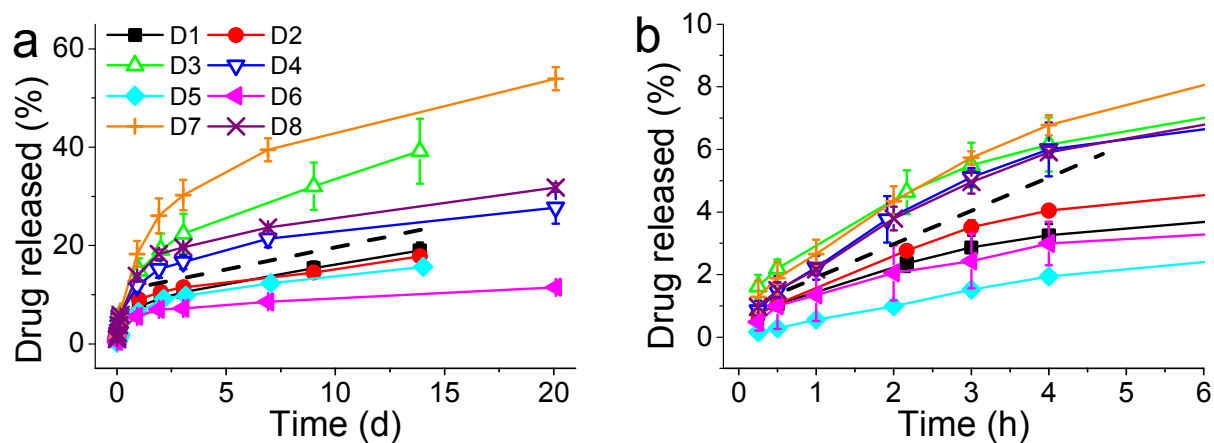 a
Drug released (%)
60
40
20
0
D1 D2
D3 D4
D5 D6
D7 D8
0 5 10 15 20
Time (d)
b
Drug released (%)
10
8
6
4
2
0
0 1 2 3 4 5 6
Time (h)